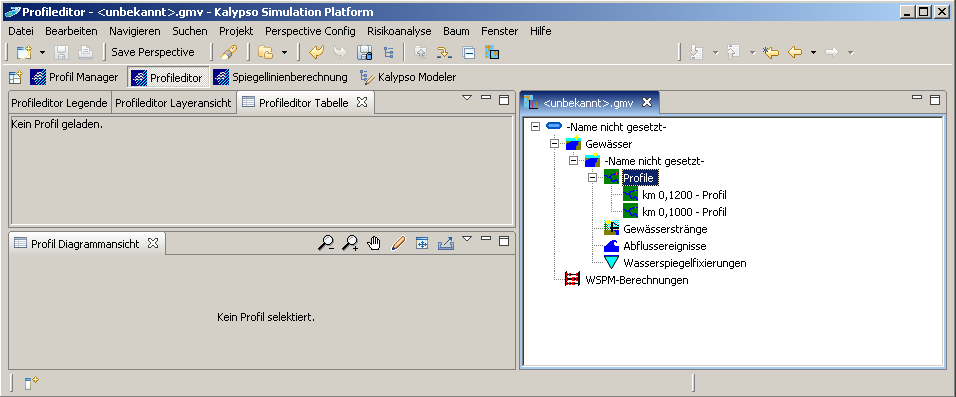 Profileditor - <unbekannt>.gmv - Kalypso Simulation Platform
Datei Bearbeiten Navigieren Suchen Projekt Perspective Config Risikoanalyse Baum Fenster Hilfe
Save Perspective
Profil Manager Profileditor Spiegellinienberechnung Kalypso Modeler
Profileditor Legende Profileditor Layeransicht Profileditor Tabelle
Kein Profil geladen.
Profil Diagrammansicht
Kein Profil selektiert.
<unbekannt>.gmv
-Name nicht gesetzt-
Gewässer
-Name nicht gesetzt-
Profile
km 0,1200 - Profil
km 0,1000 - Profil
Gewässerstränge
Abflussereignisse
Wasserspiegelfixierungen
WSPM-Berechnungen